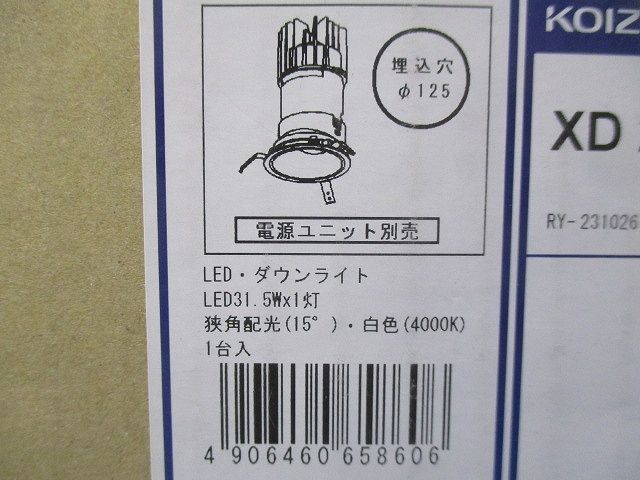 埋込穴
φ125
電源ユニット別売
LED・ダウンライト
LED31.5Wx1灯
狭角配光(15°)・白色(4000K)
1台入
4 906460 658606
KOIZ
XD
RY-231026